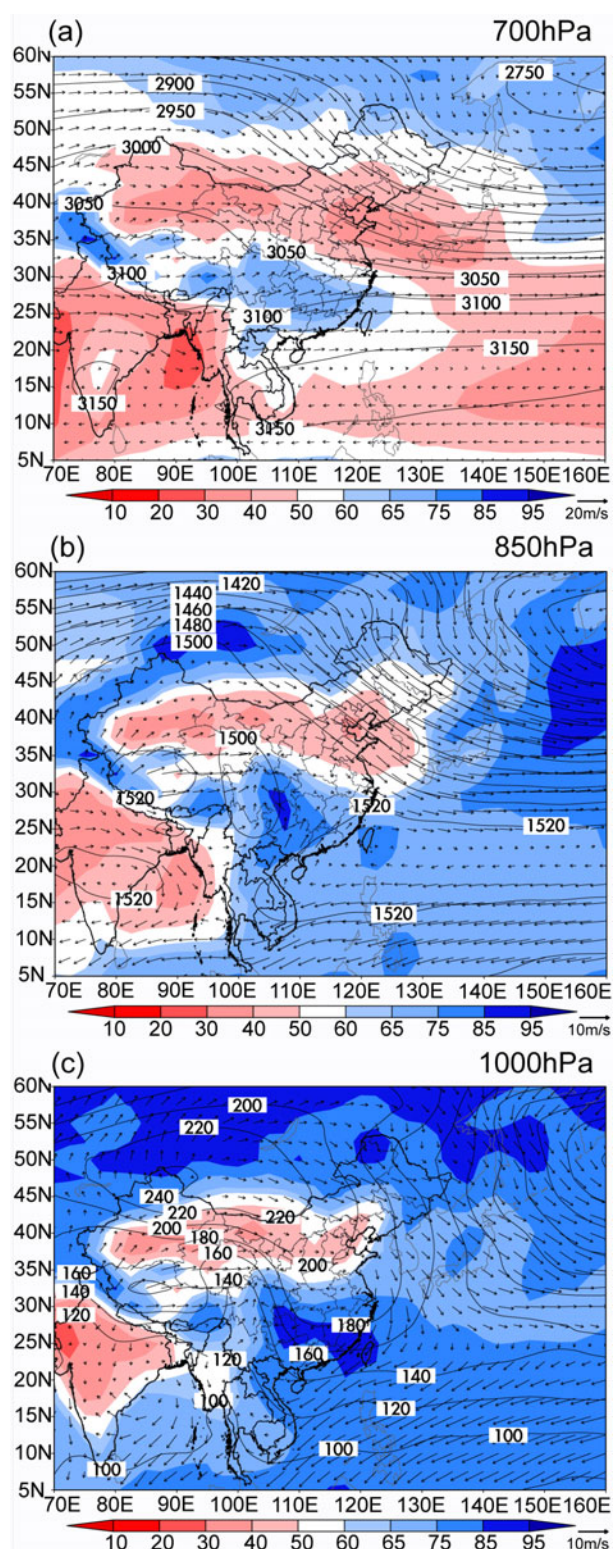 (a) 700hPa
60N
2900 2750
55N
2950
50N
3000
45N
40N
3050
35N
3050
30N 3100 3050
3100
25N 3100
20N 3150
15N
3150
10N 3150
5N
70E 80E 90E 100E 110E 120E 130E 140E 150E 160E
10 20 30 40 50 60 65 75 85 95 20m/s
(b) 850hPa
60N
1420
1440
55N 1460
1480
50N 1500
45N
40N
1500
35N
30N 1520 1520
25N 1520
20N
15N 1520 1520
10N
5N
70E 80E 90E 100E 110E 120E 130E 140E 150E 160E
10 20 30 40 50 60 65 75 85 95 10m/s
(c) 1000hPa
60N
200
55N
220
50N
45N
240
220 220
40N 200
180
160 200
35N
160 140
140
30N
120 180
25N
120 160
20N 140
100 120
15N
100 100
10N
100
5N
70E 80E 90E 100E 110E 120E 130E 140E 150E 160E
10 20 30 40 50 60 65 75 85 95 10m/s